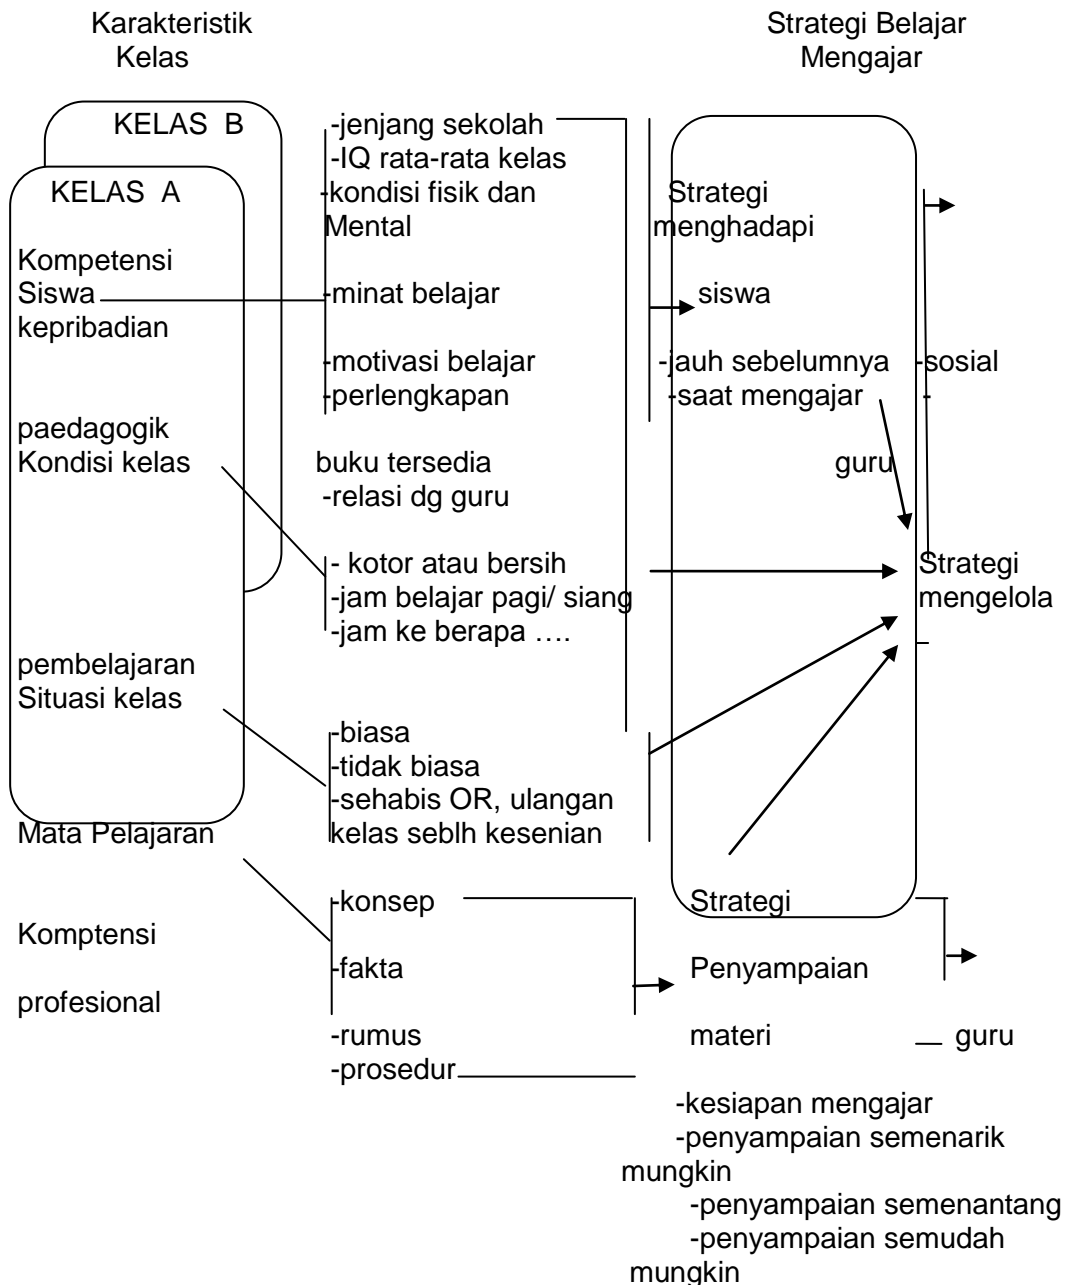 Karakteristik Strategi Belajar
Kelas Mengajar
KELAS B -jenjang sekolah
-IQ rata-rata kelas
KELAS A -kondisi fisik dan Strategi
Mental menghadapi
Kompetensi
Siswa -minat belajar siswa
kepribadian
-motivasi belajar -jauh sebelumnya -sosial
-perlengkapan -saat mengajar -
paedagogik
Kondisi kelas buku tersedia guru
-relasi dg guru
- kotor atau bersih Strategi
-jam belajar pagi/ siang mengelola
-jam ke berapa ….
pembelajaran
Situasi kelas
-biasa
-tidak biasa
-sehabis OR, ulangan
Mata Pelajaran kelas seblh kesenian
-konsep Strategi
Komptensi
-fakta Penyampaian
profesional
-rumus materi guru
-prosedur
-kesiapan mengajar
-penyampaian semenarik
mungkin
-penyampaian semenantang
-penyampaian semudah
mungkin